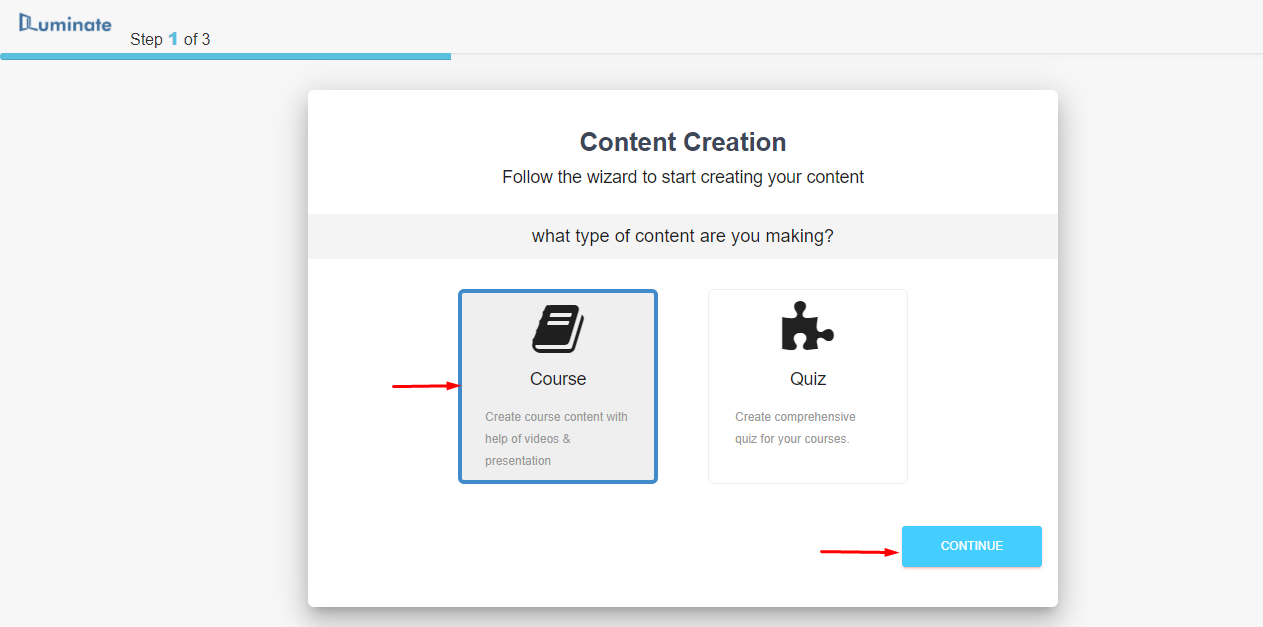 Luminate
Step 1 of 3
Content Creation
Follow the wizard to start creating your content
what type of content are you making?
Course
Create course content with
help of videos &
presentation
Quiz
Create comprehensive
quiz for your courses.
CONTINUE